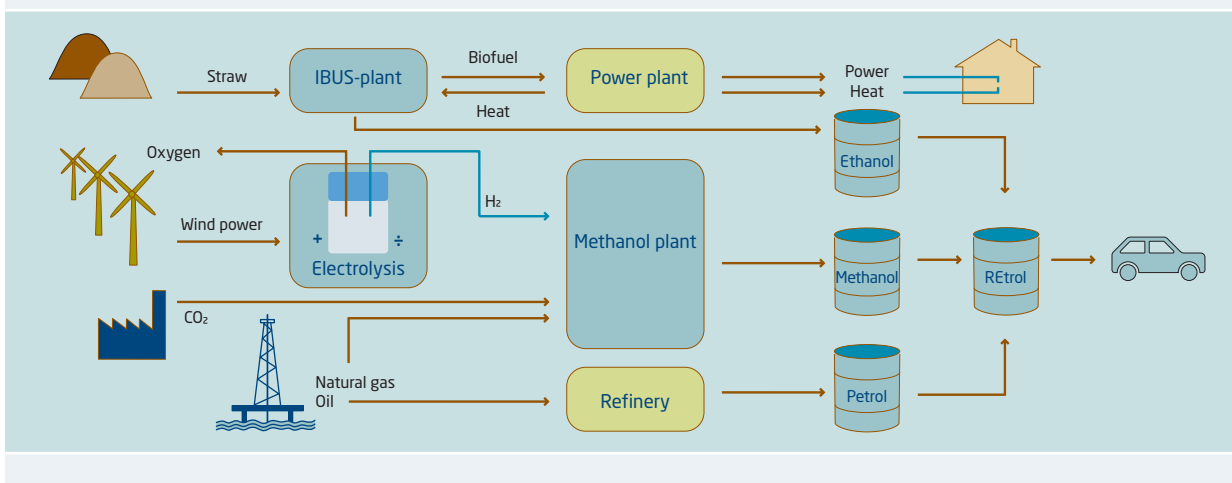 Straw
IBUS-plant
Biofuel
Heat
Power plant
Power
Heat
Oxygen
Ethanol
Wind power
+
÷
Electrolysis
H₂
Methanol plant
Methanol
REtrol
CO₂
Natural gas
Oil
Refinery
Petrol